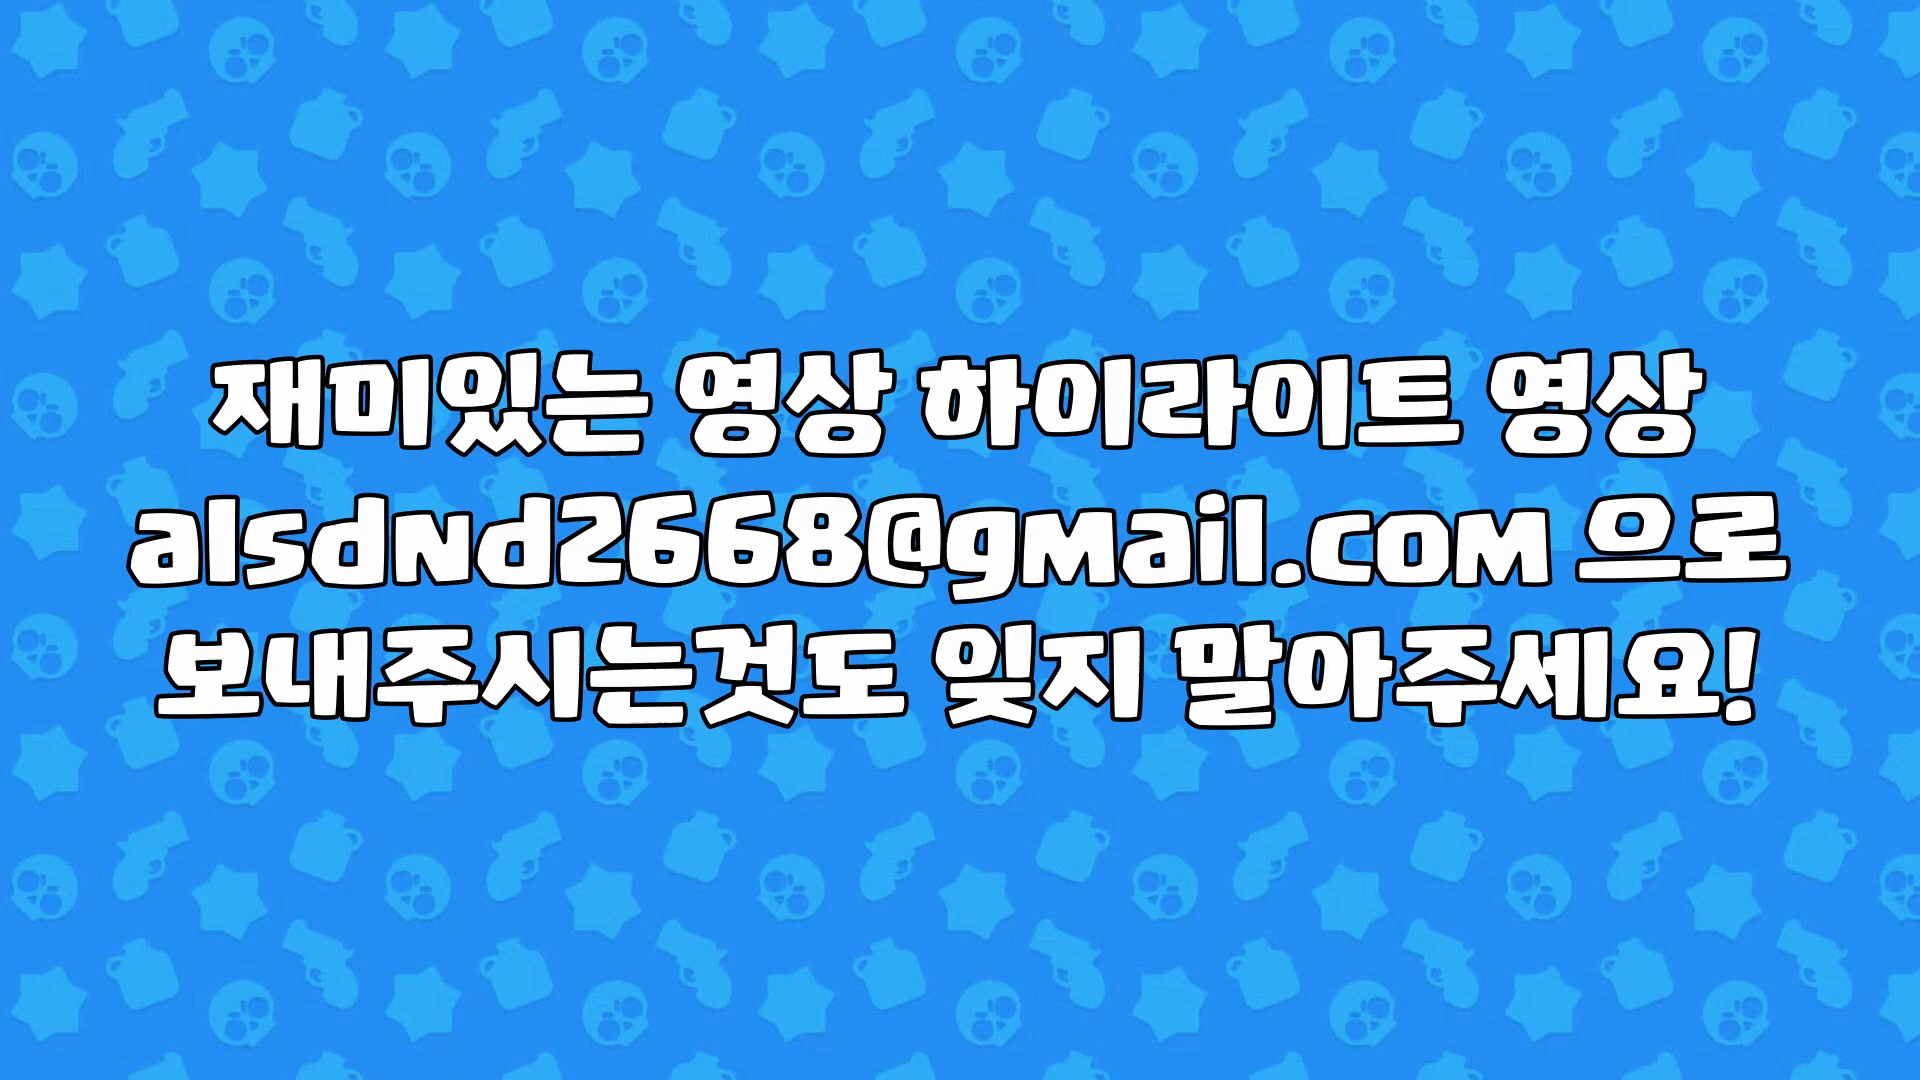 재미있는 영상 하이라이트 영상
alsdnd2668@gmail.com 으로
보내주시는것도 잊지 말아주세요!